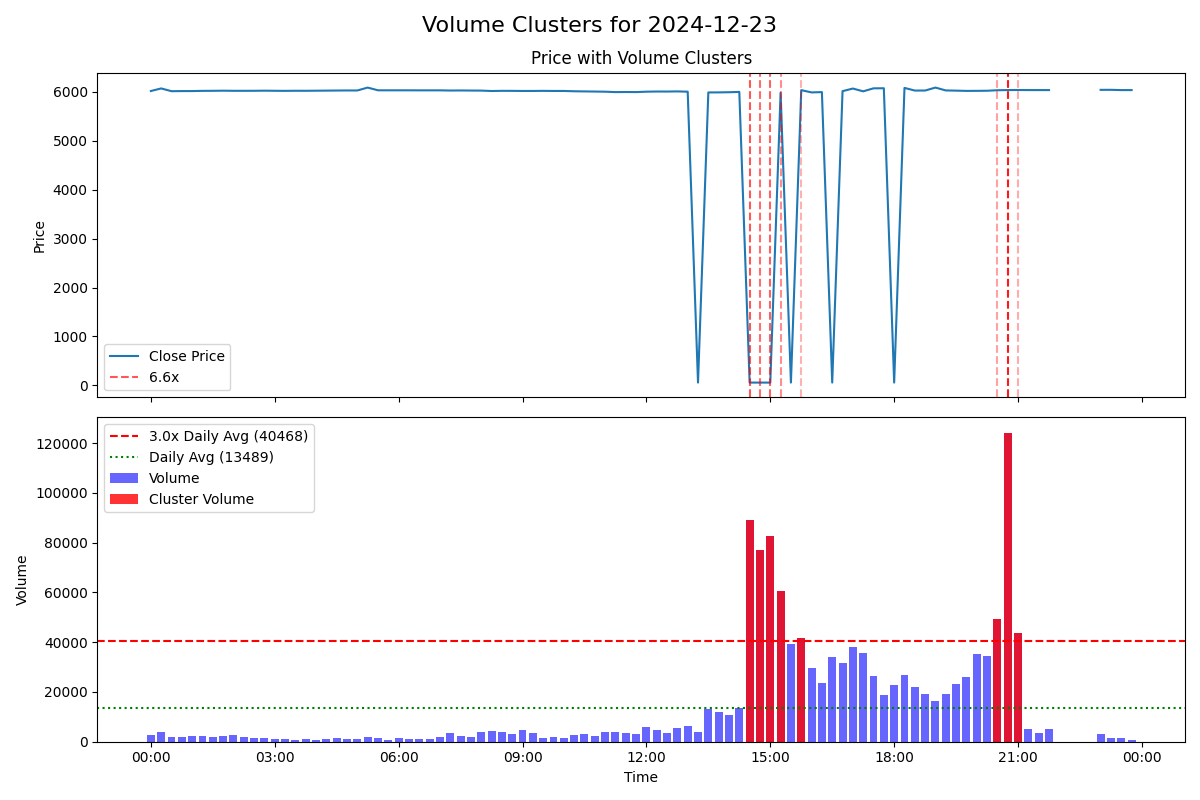 Volume Clusters for 2024-12-23
Price with Volume Clusters
6000
5000
4000
3000
2000
1000
0
Price
Close Price
6.6x
120000
100000
80000
60000
40000
20000
0
Volume
3.0x Daily Avg (40468)
Daily Avg (13489)
Volume
Cluster Volume
00:00
03:00
06:00
09:00
12:00
15:00
18:00
21:00
00:00
Time